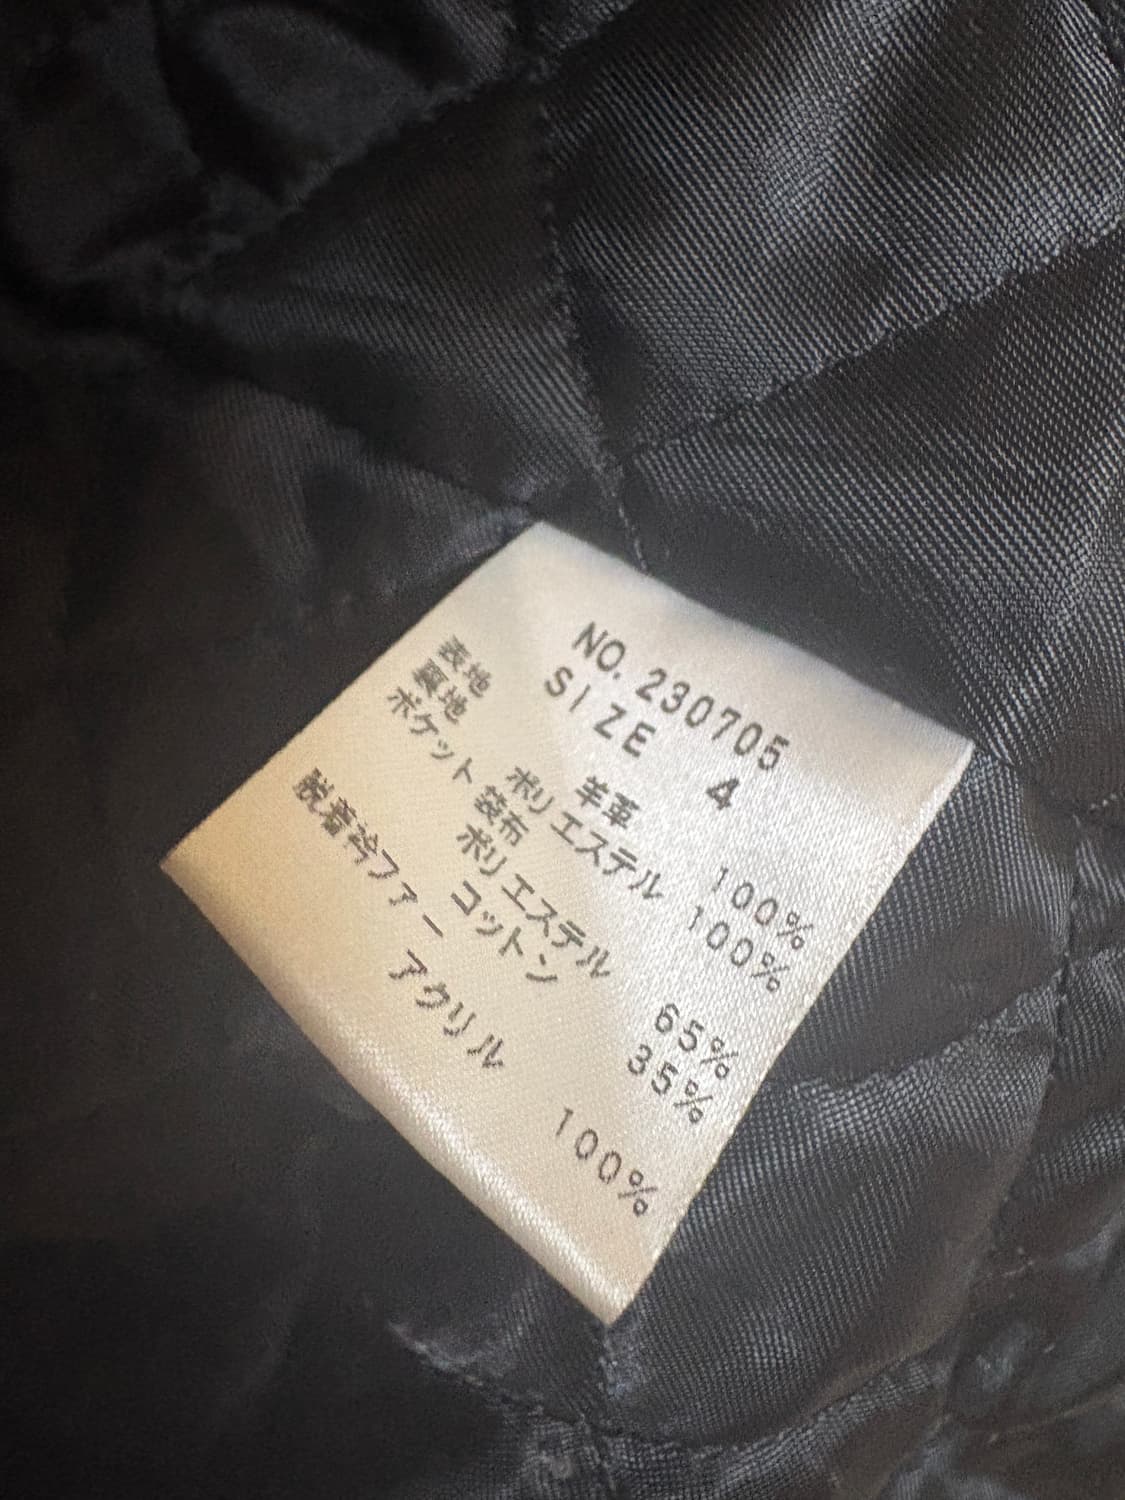 NO. 230705
SIZE 4
表地 羊革 100%
裏地 ポリエステル 100%
ポケット袋布
ポリエステル 65%
コットン 35%
脱着衿ファー
アクリル 100%